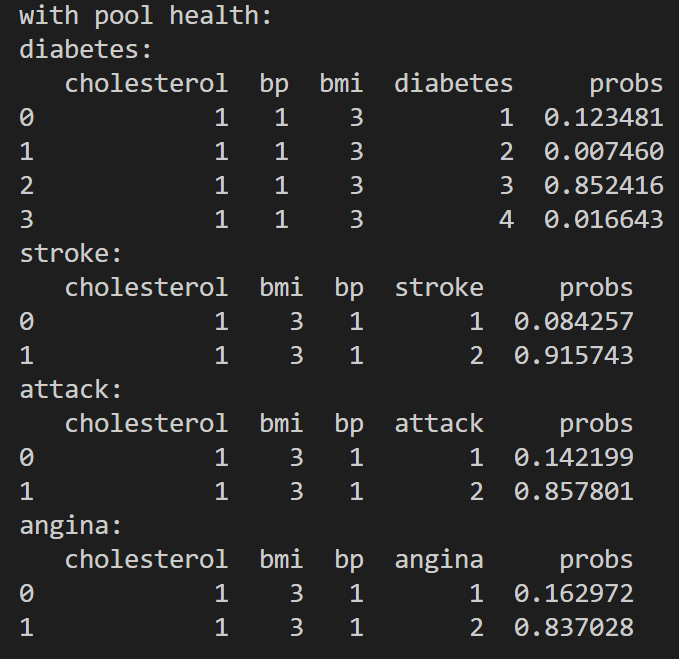 with pool health:
diabetes:
   cholesterol  bp  bmi  diabetes     probs
0            1   1    3         1  0.123481
1            1   1    3         2  0.007460
2            1   1    3         3  0.852416
3            1   1    3         4  0.016643
stroke:
   cholesterol  bmi  bp  stroke     probs
0            1    3   1       1  0.084257
1            1    3   1       2  0.915743
attack:
   cholesterol  bmi  bp  attack     probs
0            1    3   1       1  0.142199
1            1    3   1       2  0.857801
angina:
   cholesterol  bmi  bp  angina     probs
0            1    3   1       1  0.162972
1            1    3   1       2  0.837028